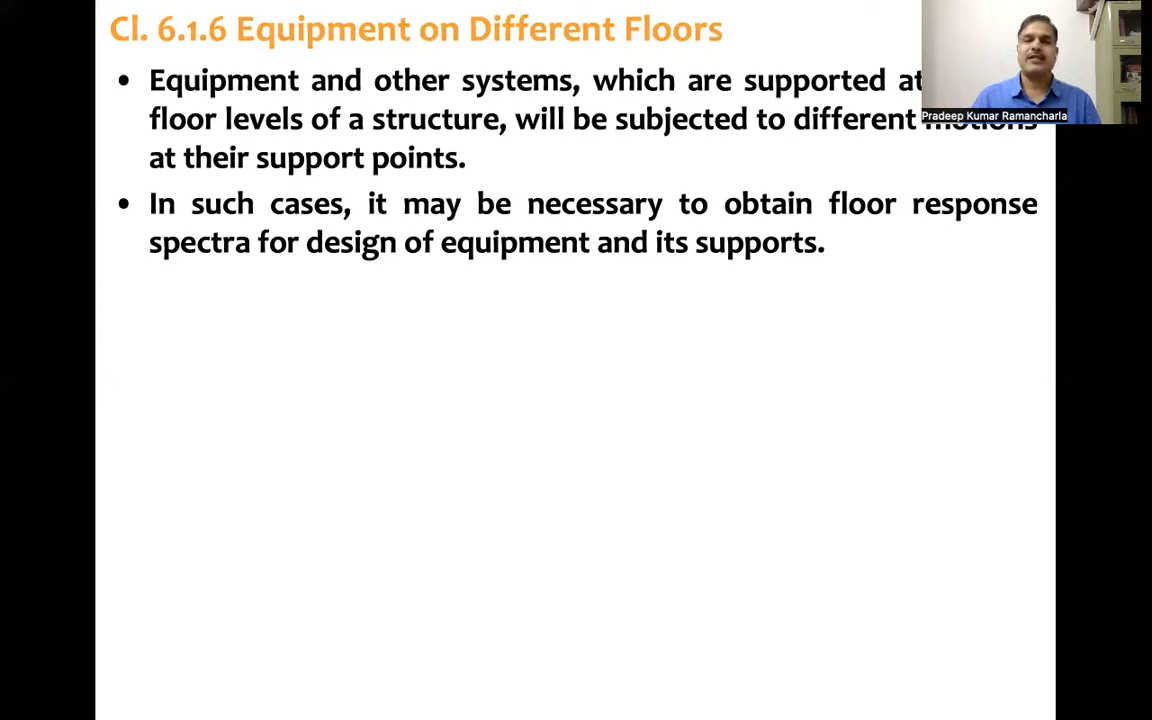 Cl. 6.1.6 Equipment on Different Floors
• Equipment and other systems, which are supported at
floor levels of a structure, will be subjected to different motions
at their support points.
• In such cases, it may be necessary to obtain floor response
spectra for design of equipment and its supports.
Pradeep Kumar Ramancharla